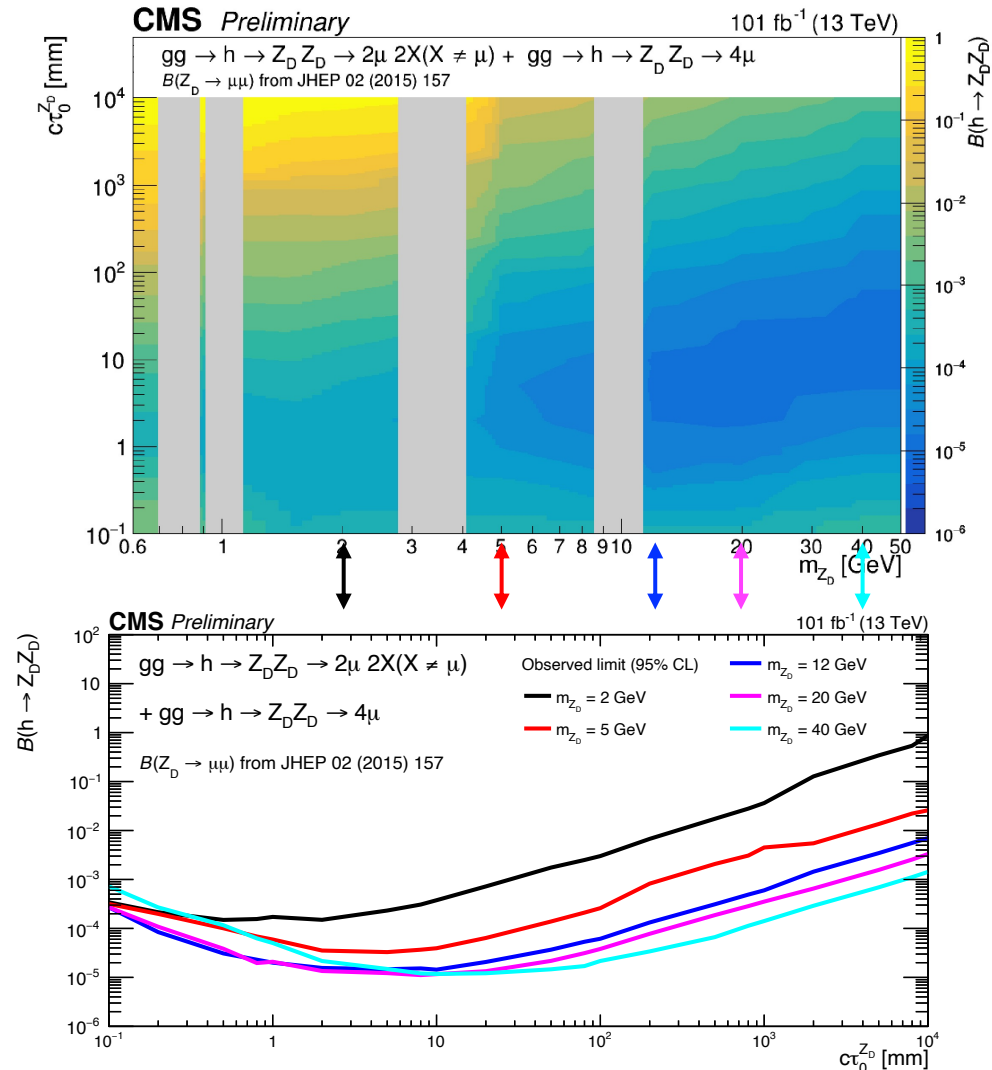 CMS Preliminary 101 fb⁻¹ (13 TeV)
gg → h → Z_D Z_D → 2μ 2X(X ≠ μ) + gg → h → Z_D Z_D → 4μ
B(Z_D → μμ) from JHEP 02 (2015) 157
cτ₀^{Z_D} [mm]
10⁴
10³
10²
10
1
10⁻¹
0.6 1 2 3 4 5 6 7 8 9 10 20 30 40 50
m_{Z_D} [GeV]
1
10⁻¹
10⁻²
10⁻³
10⁻⁴
10⁻⁵
10⁻⁶
B(h → Z_D Z_D)
CMS Preliminary 101 fb⁻¹ (13 TeV)
B(h → Z_D Z_D)
gg → h → Z_D Z_D → 2μ 2X(X ≠ μ)
+ gg → h → Z_D Z_D → 4μ
B(Z_D → μμ) from JHEP 02 (2015) 157
Observed limit (95% CL)
m_{Z_D} = 2 GeV
m_{Z_D} = 5 GeV
m_{Z_D} = 12 GeV
m_{Z_D} = 20 GeV
m_{Z_D} = 40 GeV
10²
10
1
10⁻¹
10⁻²
10⁻³
10⁻⁴
10⁻⁵
10⁻⁶
10⁻¹ 1 10 10² 10³ 10⁴
cτ₀^{Z_D} [mm]